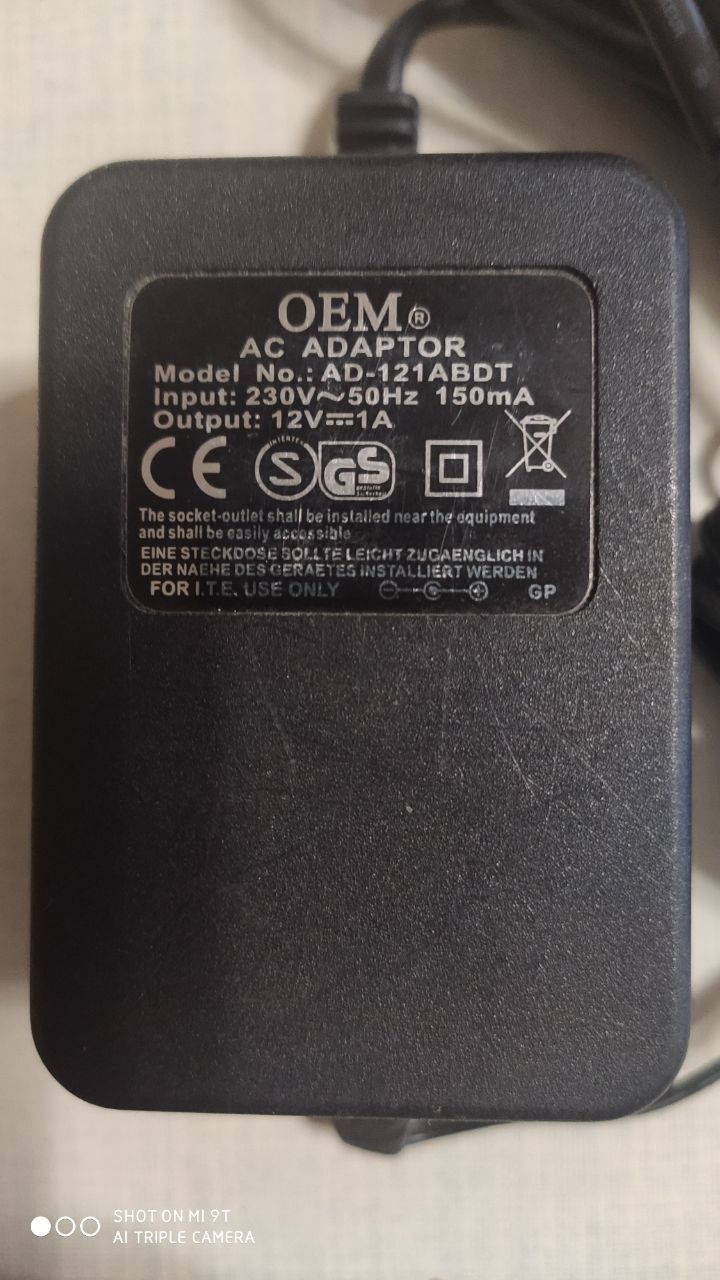 OEM®
AC ADAPTOR
Model No.: AD-121ABDT
Input: 230V~50Hz 150mA
Output: 12V⎓1A
CE S GS
The socket-outlet shall be installed near the equipment
and shall be easily accessible
EINE STECKDOSE SOLLTE LEICHT ZUGAENGLICH IN
DER NAEHE DES GERAETES INSTALLIERT WERDEN
FOR I.T.E. USE ONLY GP
SHOT ON MI 9T
AI TRIPLE CAMERA